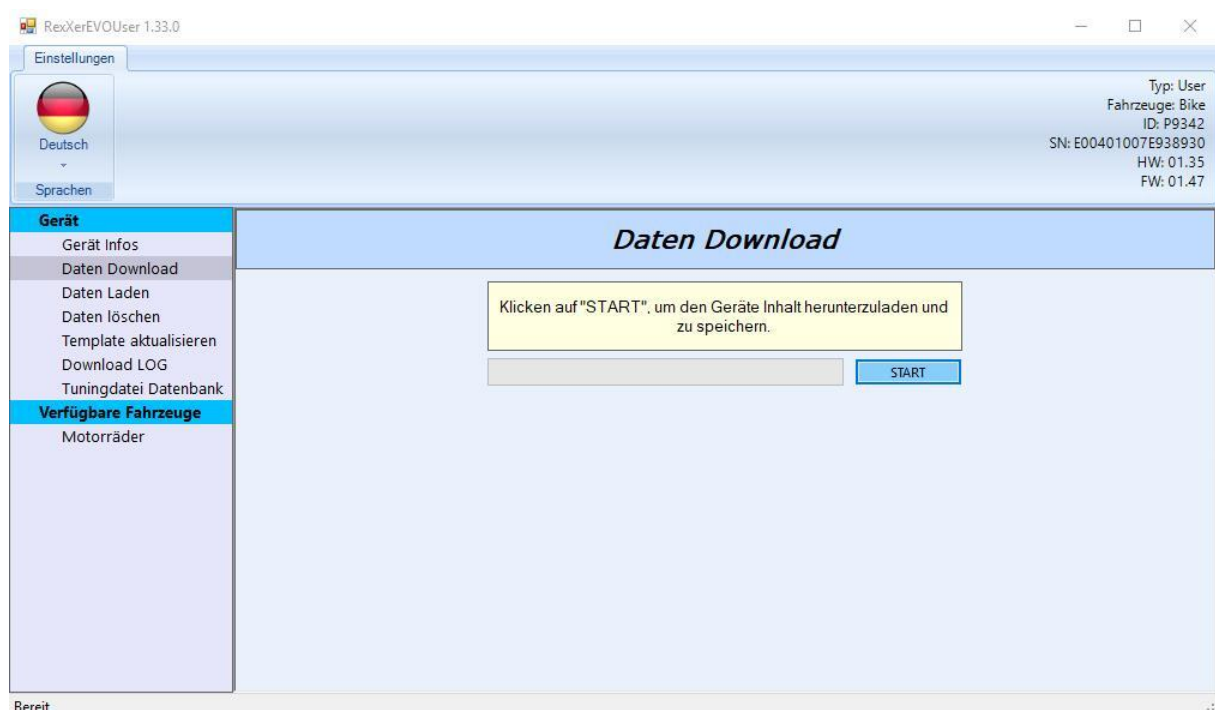 RexXerEVOUser 1.33.0
Einstellungen
Deutsch
Sprachen
Typ: User
Fahrzeuge: Bike
ID: P9342
SN: E00401007E938930
HW: 01.35
FW: 01.47
Gerät
Gerät Infos
Daten Download
Daten Laden
Daten löschen
Template aktualisieren
Download LOG
Tuningdatei Datenbank
Verfügbare Fahrzeuge
Motorräder
Daten Download
Klicken auf "START", um den Geräte Inhalt herunterzuladen und
zu speichern.
START
Bereit